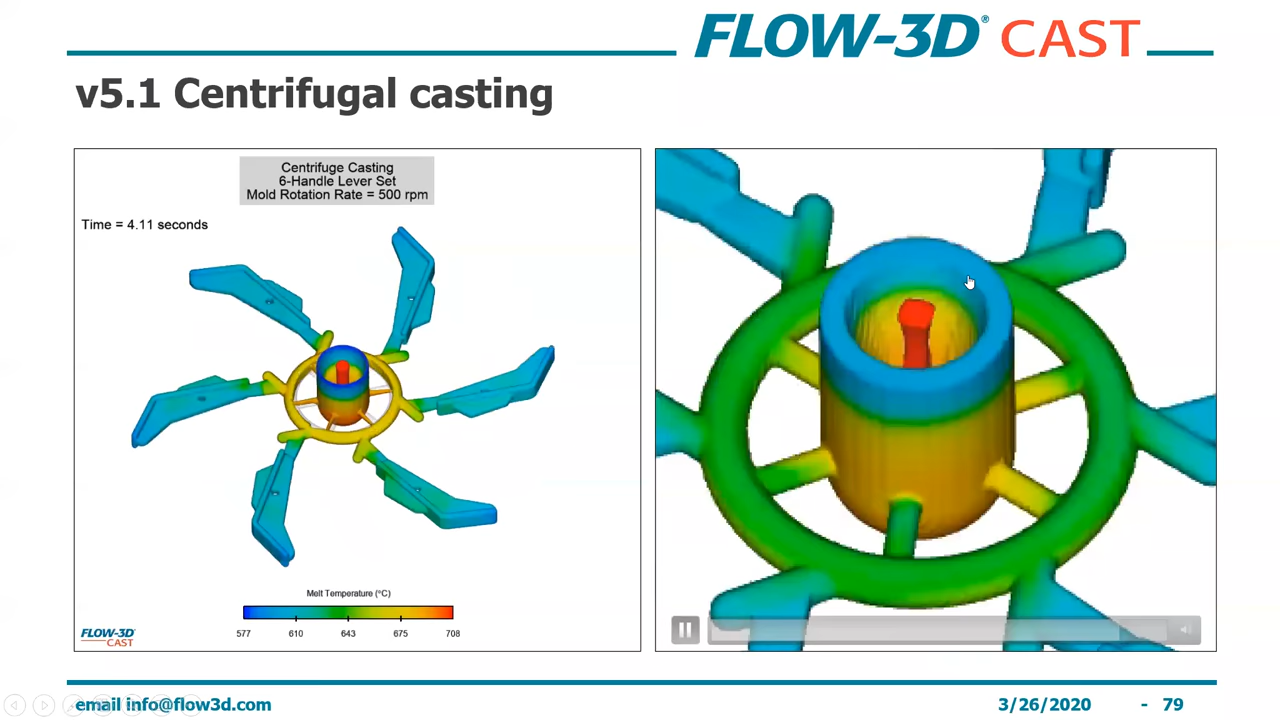 FLOW-3D® CAST
v5.1 Centrifugal casting
Centrifuge Casting
6-Handle Lever Set
Mold Rotation Rate = 500 rpm
Time = 4.11 seconds
Melt Temperature (°C)
577 610 643 675 708
FLOW-3D®
CAST
email info@flow3d.com
3/26/2020 - 79